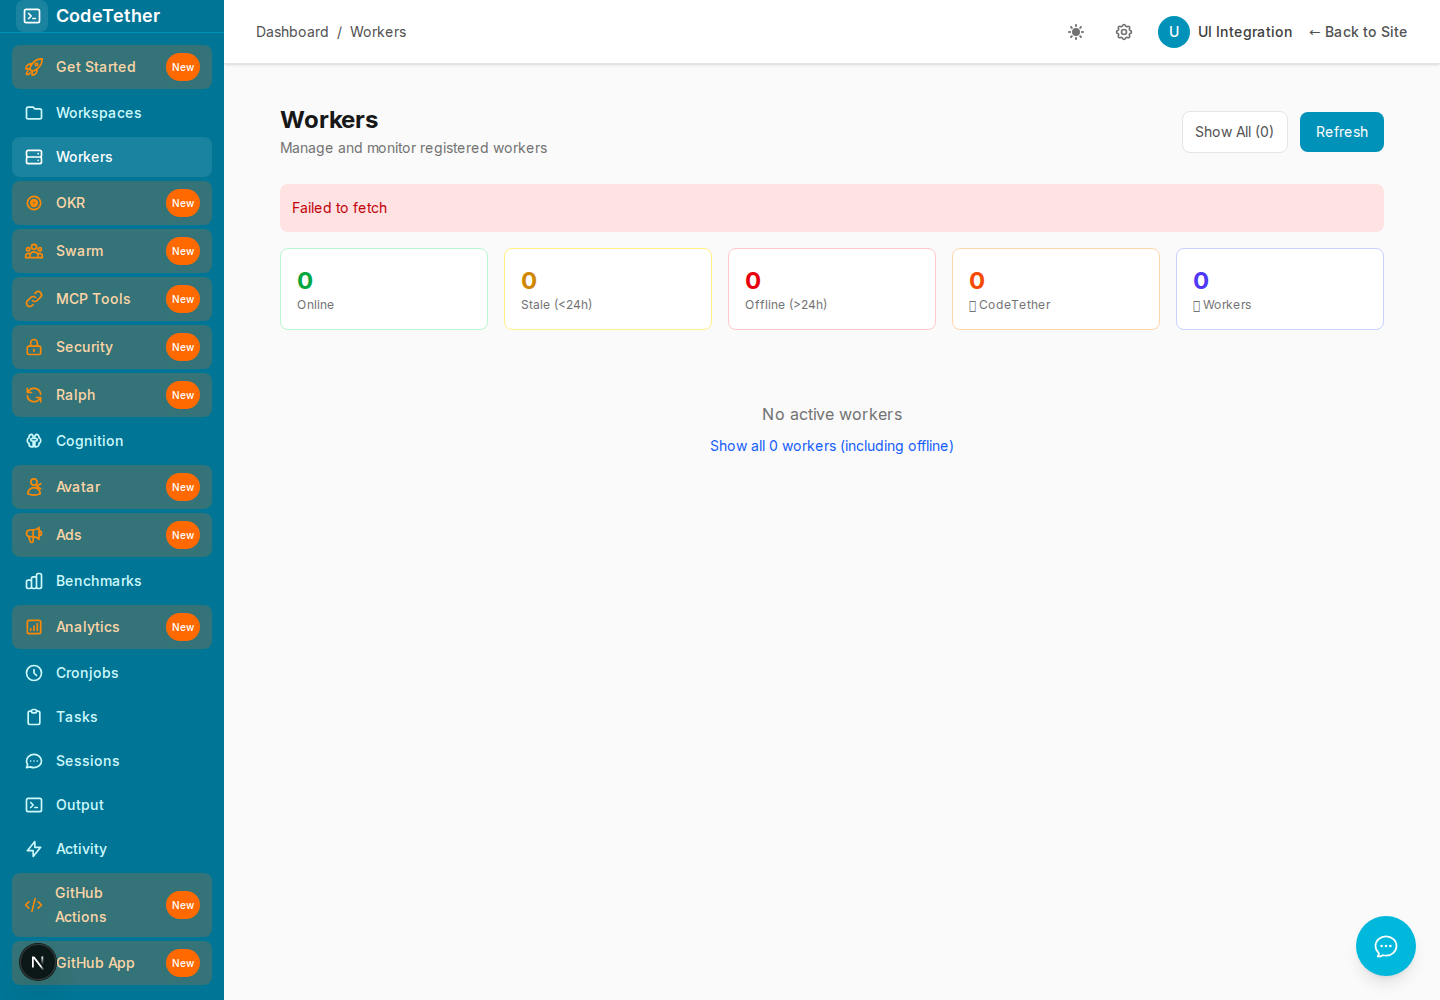 CodeTether
Get Started New
Workspaces
Workers
OKR New
Swarm New
MCP Tools New
Security New
Ralph New
Cognition
Avatar New
Ads New
Benchmarks
Analytics New
Cronjobs
Tasks
Sessions
Output
Activity
GitHub
Actions New
GitHub App New
N
Dashboard / Workers
U UI Integration ← Back to Site
Workers
Manage and monitor registered workers
Show All (0) Refresh
Failed to fetch
0
Online
0
Stale (<24h)
0
Offline (>24h)
0
CodeTether
0
Workers
No active workers
Show all 0 workers (including offline)